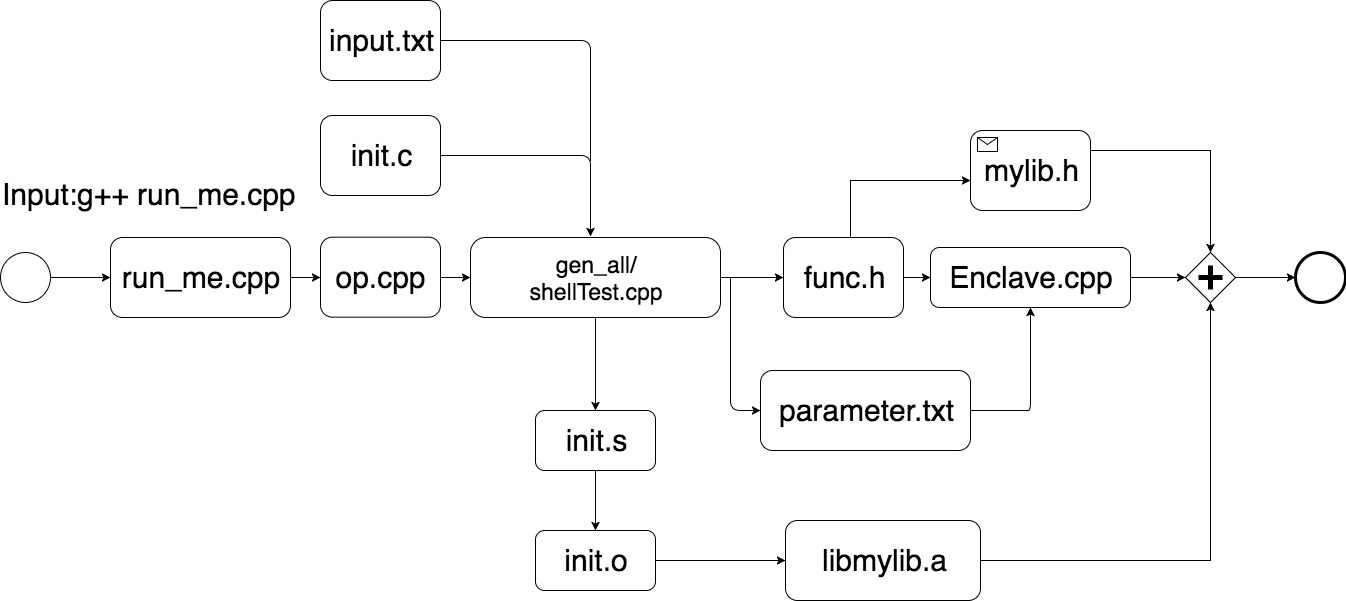 input.txt
init.c
mylib.h
Input:g++ run_me.cpp
run_me.cpp
op.cpp
gen_all/
shellTest.cpp
func.h
Enclave.cpp
parameter.txt
init.s
init.o
libmylib.a